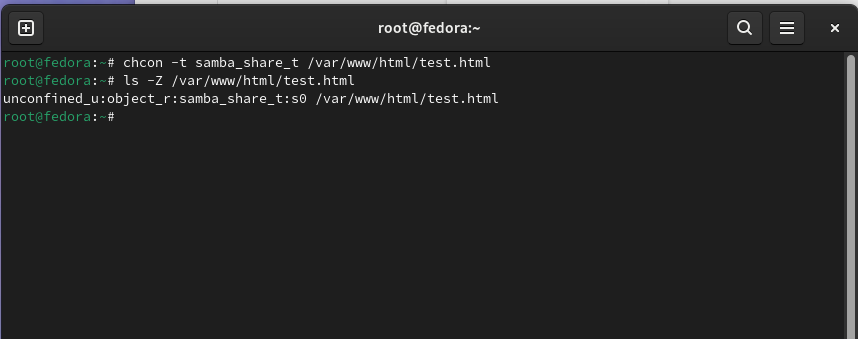 root@fedora:~
root@fedora:~# chcon -t samba_share_t /var/www/html/test.html
root@fedora:~# ls -Z /var/www/html/test.html
unconfined_u:object_r:samba_share_t:s0 /var/www/html/test.html
root@fedora:~#